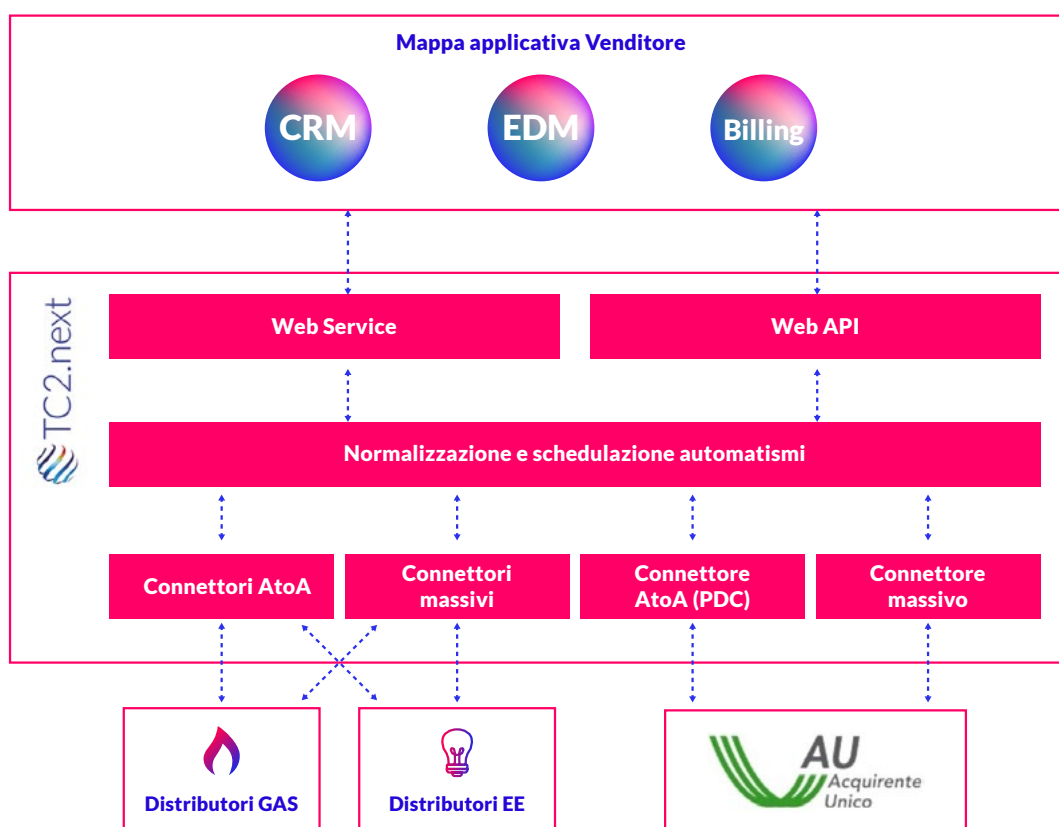 Mappa applicativa Venditore
CRM
EDM
Billing
TC2.next
Web Service
Web API
Normalizzazione e schedulazione automatismi
Connettori AtoA
Connettori
massivi
Connettore
AtoA (PDC)
Connettore
massivo
Distributori GAS
Distributori EE
AU
Acquirente
Unico